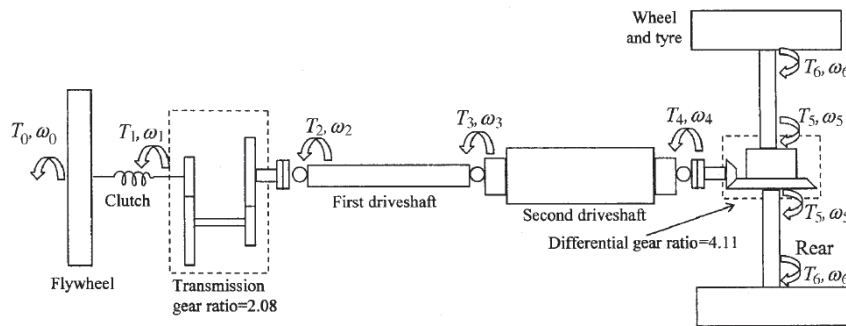 Wheel
and tyre
T6, ω6
T0, ω0
T1, ω1
T2, ω2
T3, ω3
T4, ω4
T5, ω5
Clutch
First driveshaft
Second driveshaft
T5, ω5
Differential gear ratio=4.11
Rear
Flywheel
Transmission
gear ratio=2.08
T6, ω6